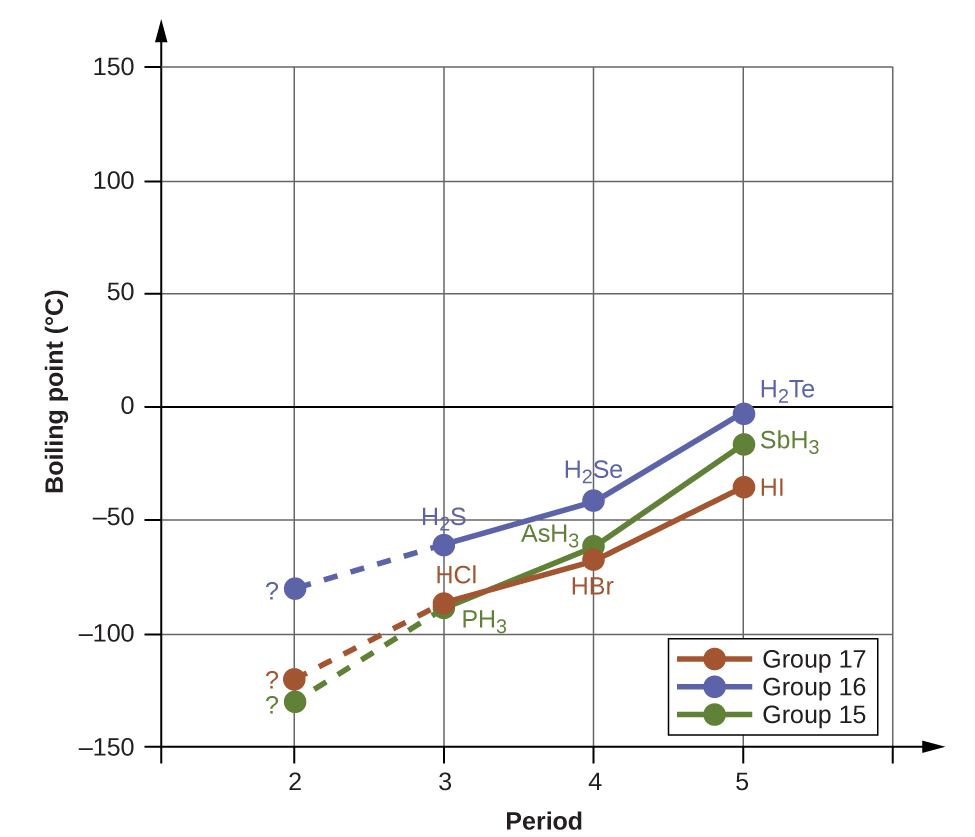 150
100
50
0
–50
–100
–150
Boiling point (°C)
H₂Te
SbH₃
HI
H₂Se
AsH₃
HBr
H₂S
HCl
PH₃
?
?
?
Group 17
Group 16
Group 15
2 3 4 5
Period